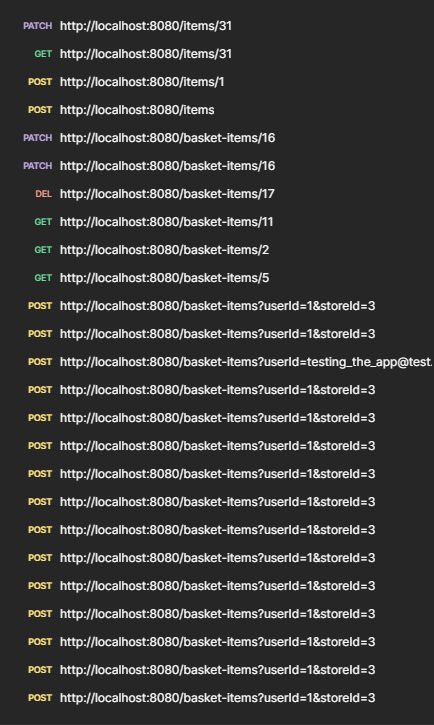 PATCH http://localhost:8080/items/31
GET http://localhost:8080/items/31
POST http://localhost:8080/items/1
POST http://localhost:8080/items
PATCH http://localhost:8080/basket-items/16
PATCH http://localhost:8080/basket-items/16
DEL http://localhost:8080/basket-items/17
GET http://localhost:8080/basket-items/11
GET http://localhost:8080/basket-items/2
GET http://localhost:8080/basket-items/5
POST http://localhost:8080/basket-items?userId=1&storeId=3
POST http://localhost:8080/basket-items?userId=1&storeId=3
POST http://localhost:8080/basket-items?userId=testing_the_app@test.
POST http://localhost:8080/basket-items?userId=1&storeId=3
POST http://localhost:8080/basket-items?userId=1&storeId=3
POST http://localhost:8080/basket-items?userId=1&storeId=3
POST http://localhost:8080/basket-items?userId=1&storeId=3
POST http://localhost:8080/basket-items?userId=1&storeId=3
POST http://localhost:8080/basket-items?userId=1&storeId=3
POST http://localhost:8080/basket-items?userId=1&storeId=3
POST http://localhost:8080/basket-items?userId=1&storeId=3
POST http://localhost:8080/basket-items?userId=1&storeId=3
POST http://localhost:8080/basket-items?userId=1&storeId=3
POST http://localhost:8080/basket-items?userId=1&storeId=3
POST http://localhost:8080/basket-items?userId=1&storeId=3